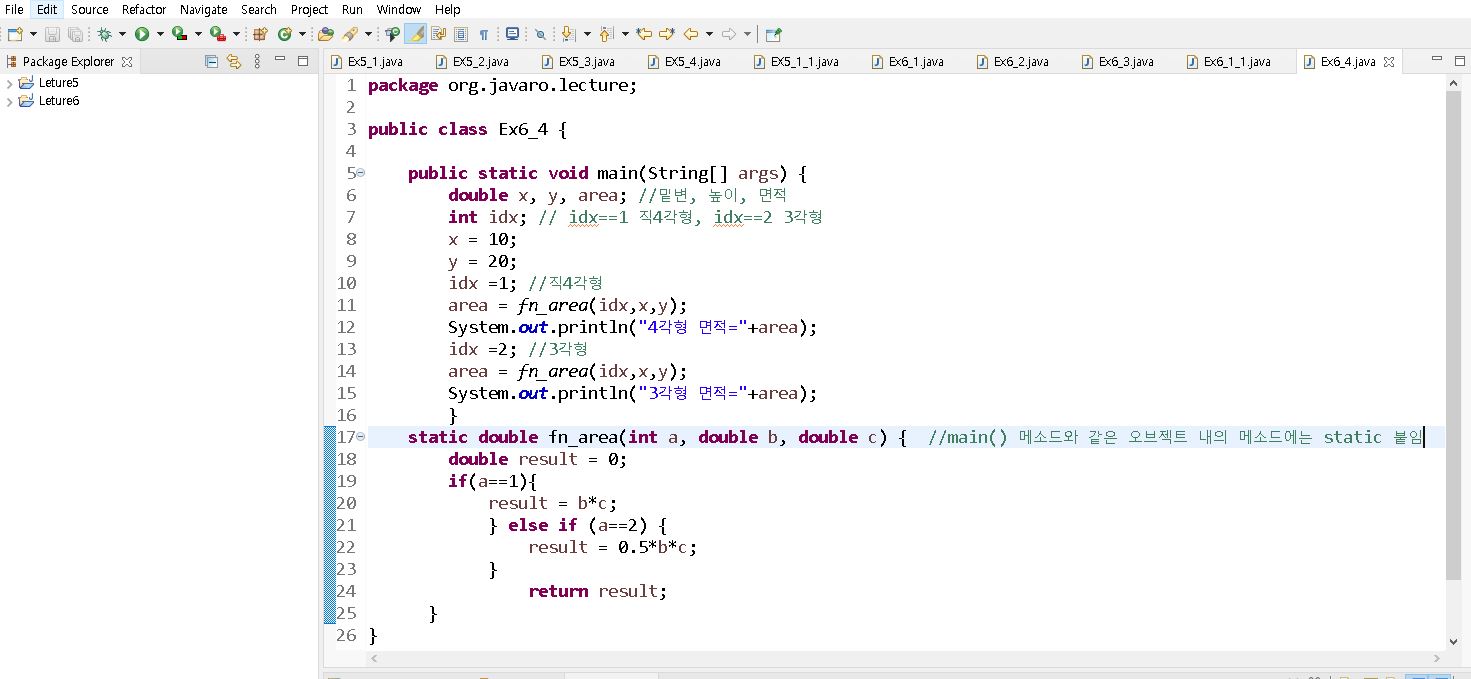 File Edit Source Refactor Navigate Search Project Run Window Help
Package Explorer
Ex5_1.java EX5_2.java EX5_3.java EX5_4.java EX5_1_1.java Ex6_1.java Ex6_2.java Ex6_3.java Ex6_1_1.java Ex6_4.java
Leture5
Leture6
1 package org.javaro.lecture;
2
3 public class Ex6_4 {
4
5 public static void main(String[] args) {
6 double x, y, area; //밑변, 높이, 면적
7 int idx; // idx==1 직4각형, idx==2 3각형
8 x = 10;
9 y = 20;
10 idx =1; //직4각형
11 area = fn_area(idx,x,y);
12 System.out.println("4각형 면적="+area);
13 idx =2; //3각형
14 area = fn_area(idx,x,y);
15 System.out.println("3각형 면적="+area);
16 }
17 static double fn_area(int a, double b, double c) { //main() 메소드와 같은 오브젝트 내의 메소드에는 static 붙임
18 double result = 0;
19 if(a==1){
20 result = b*c;
21 } else if (a==2) {
22 result = 0.5*b*c;
23 }
24 return result;
25 }
26 }